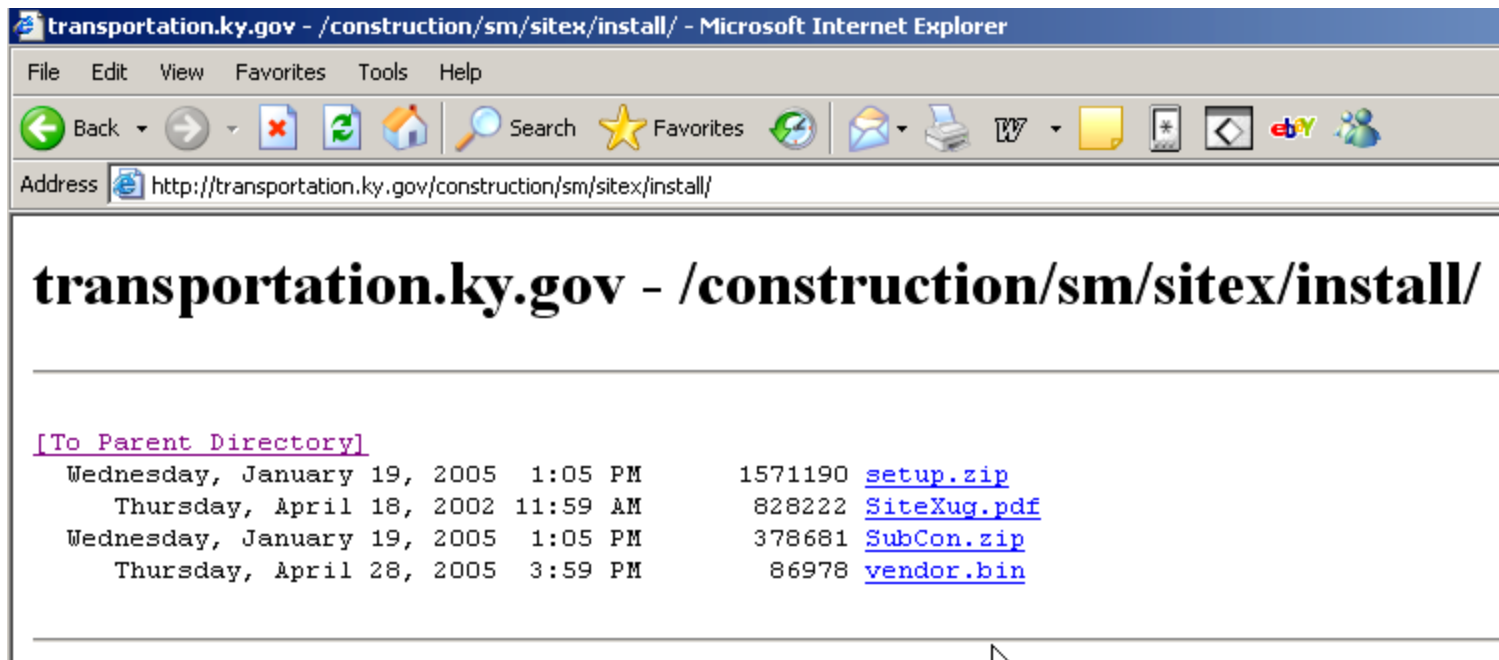 transportation.ky.gov - /construction/sm/sitex/install/ - Microsoft Internet Explorer
File Edit View Favorites Tools Help
Back Search Favorites W ebY
Address http://transportation.ky.gov/construction/sm/sitex/install/
transportation.ky.gov - /construction/sm/sitex/install/
[To Parent Directory]
Wednesday, January 19, 2005 1:05 PM 1571190 setup.zip
Thursday, April 18, 2002 11:59 AM 828222 SiteXug.pdf
Wednesday, January 19, 2005 1:05 PM 378681 SubCon.zip
Thursday, April 28, 2005 3:59 PM 86978 vendor.bin